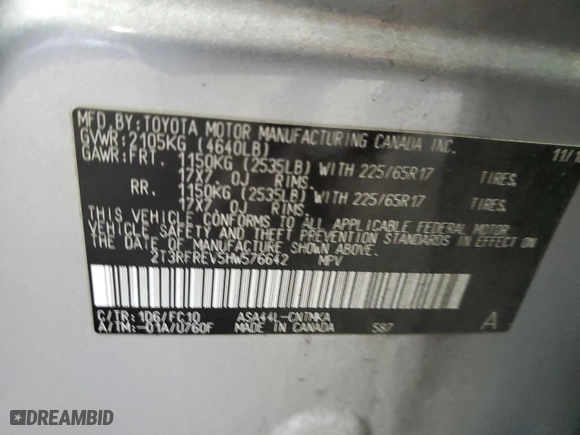 MFD. BY: TOYOTA MOTOR MANUFACTURING CANADA INC.
GVWR: 2105KG (4640LB)
GAWR: FRT. 1150KG (2535LB) WITH 225/65R17 TIRES,
17X7 OJ RIMS.
RR. 1150KG (2535LB) WITH 225/65R17 TIRES,
17X7 OJ RIMS.
THIS VEHICLE CONFORMS TO ALL APPLICABLE FEDERAL MOTOR
VEHICLE SAFETY AND THEFT PREVENTION STANDARDS IN
EFFECT ON THE DATE OF MANUFACTURE SHOWN ABOVE.
2T3RFREV5HW576642 MPV
C/TR: 1D6/FC10 ASA44L-CNTMKA
A/TM: -01A/U760F MADE IN CANADA 587 A
DREAMBID